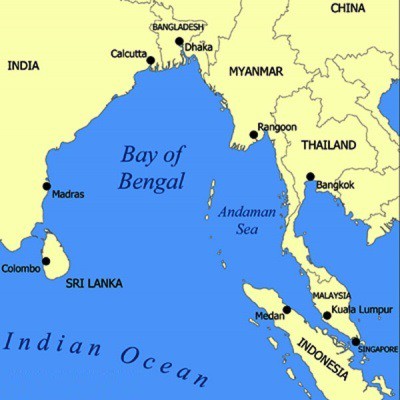 CHINA
BANGLADESH
Calcutta
Dhaka
INDIA
MYANMAR
Rangoon
THAILAND
Bay of
Bengal
Bangkok
Madras
Andaman
Sea
Colombo
SRI LANKA
MALAYSIA
Medan
Kuala Lumpur
Indian Ocean
SINGAPORE
INDONESIA